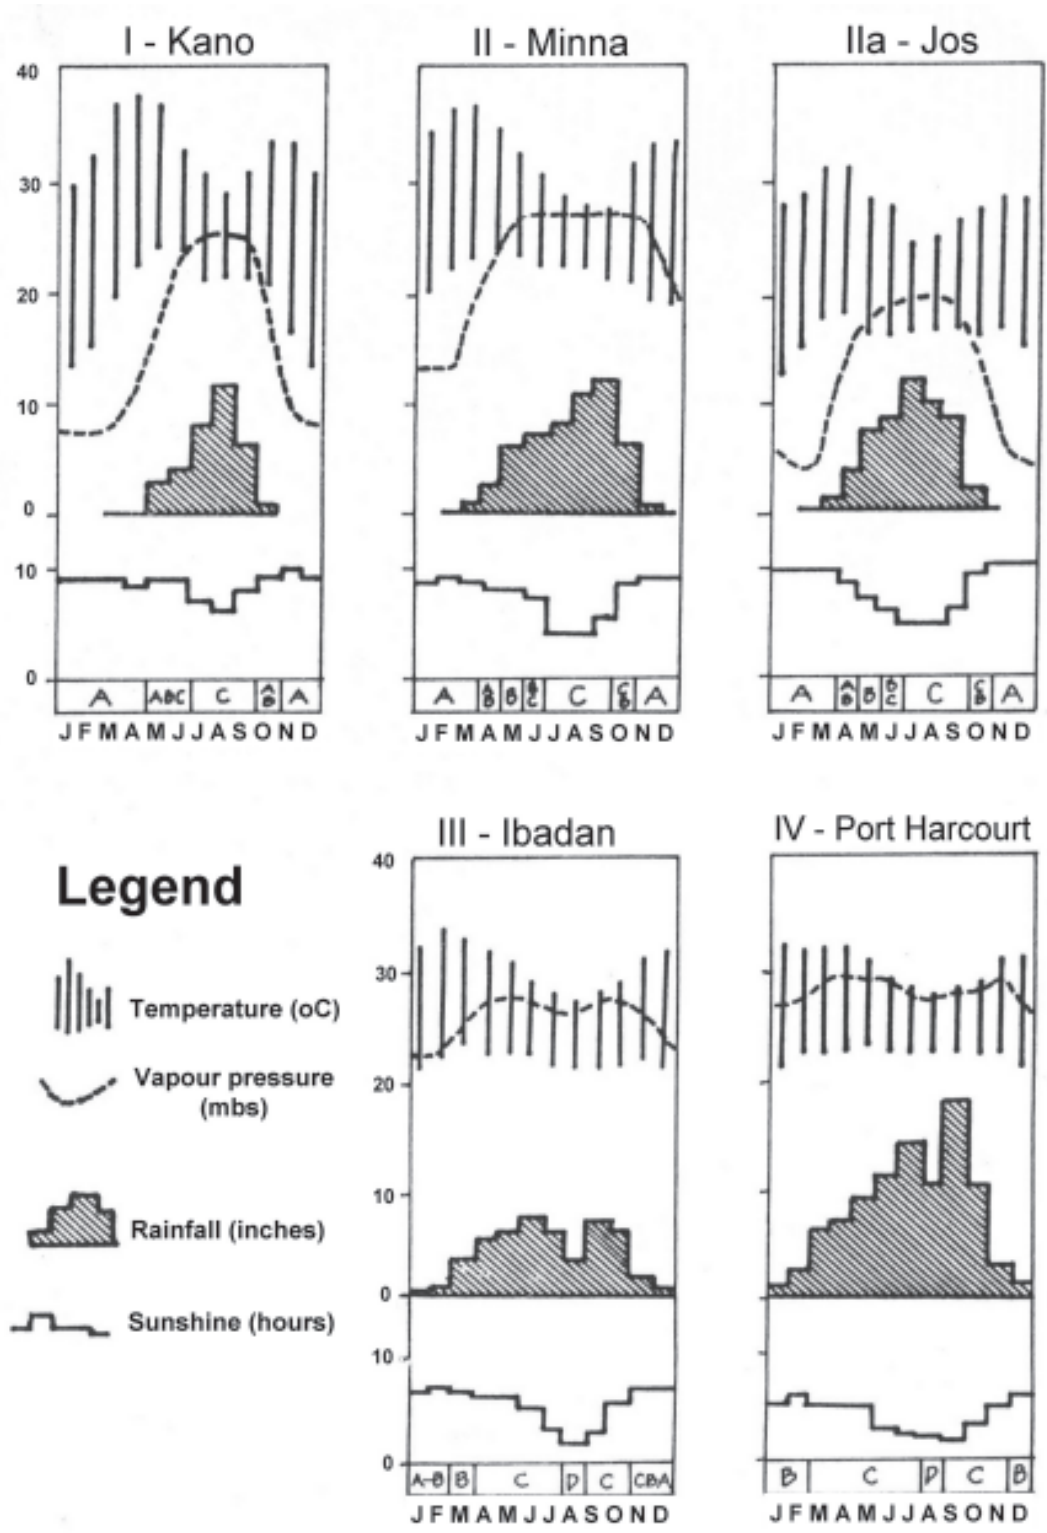 I - Kano
II - Minna
IIa - Jos
40
30
20
10
0
10
0
A ABC C A B A
A A B B B C C C B A
A A B B B C C C B A
J F M A M J J A S O N D
J F M A M J J A S O N D
J F M A M J J A S O N D
III - Ibadan
IV - Port Harcourt
40
30
20
10
0
10
0
A-B B C D C CBA
B C D C B
J F M A M J J A S O N D
J F M A M J J A S O N D
Legend
Temperature (oC)
Vapour pressure
(mbs)
Rainfall (inches)
Sunshine (hours)